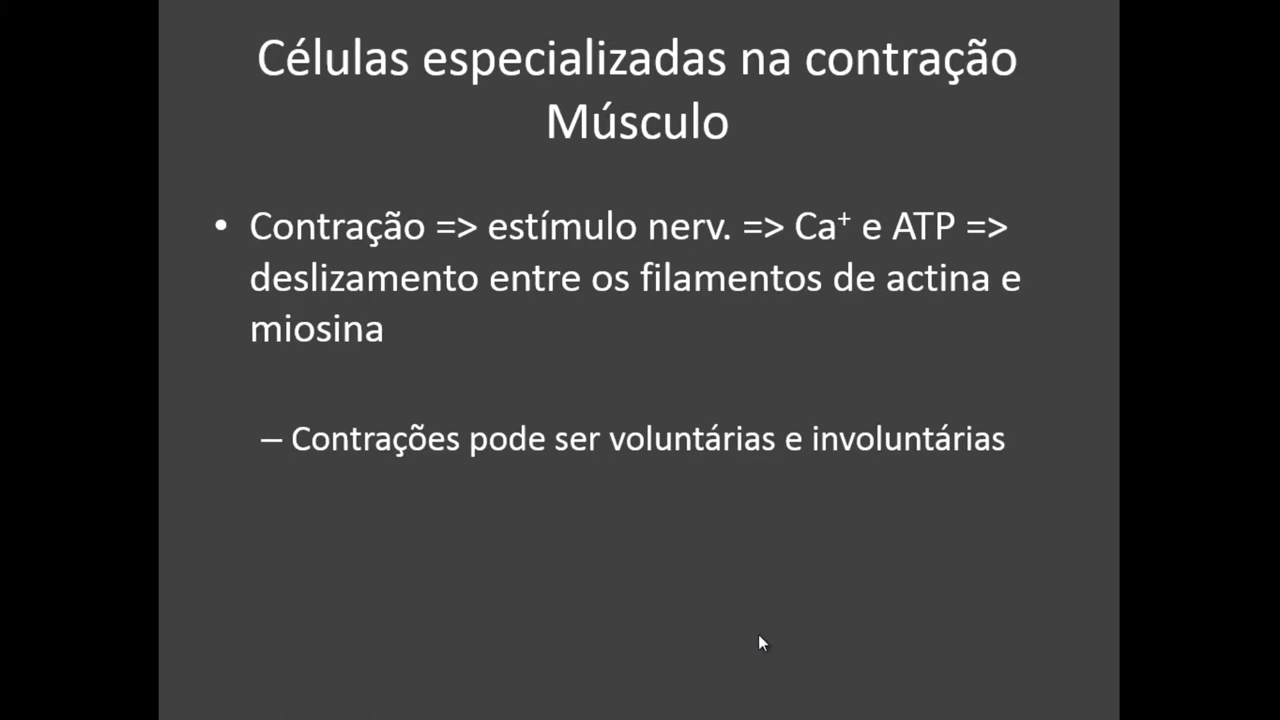 Células especializadas na contração
Músculo
• Contração => estímulo nerv. => Ca⁺ e ATP =>
deslizamento entre os filamentos de actina e
miosina
– Contrações pode ser voluntárias e involuntárias